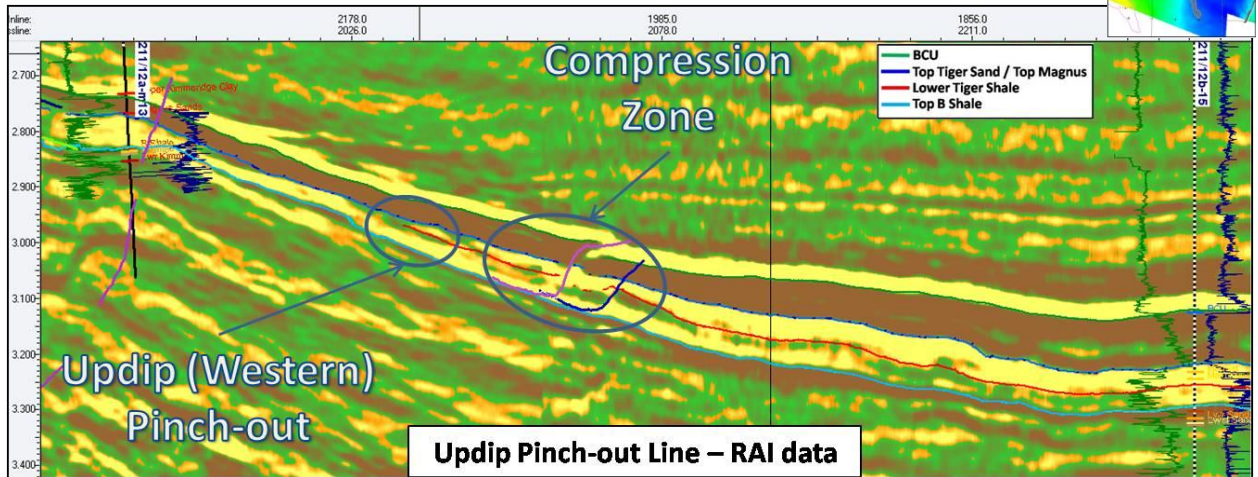 nline: 2178.0 1985.0 1856.0
ssline: 2026.0 2078.0 2211.0
211/12a-m13
211/12b-15
Compression
Zone
BCU
Top Tiger Sand / Top Magnus
Lower Tiger Shale
Top B Shale
2.700
2.800
2.900
3.000
3.100
3.200
3.300
3.400
Updip (Western)
Pinch-out
Updip Pinch-out Line – RAI data